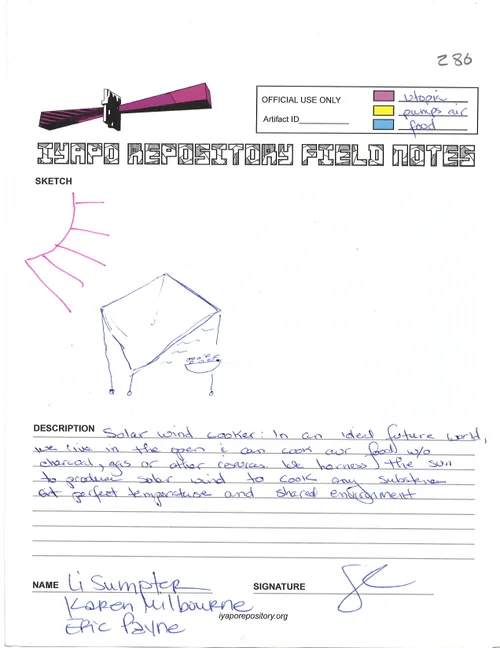 286
OFFICIAL USE ONLY
utopic
pumps air
Artifact ID
food
IYAPO REPOSITORY FIELD NOTES
SKETCH
DESCRIPTION Solar wind cooker: In an ideal future world,
we live in the open & can cook our food w/o
charcoal, gas or other resources. We harness the sun
to produce solar wind to cook any substance
at perfect temperature and shared environment
NAME Li Sumpter SIGNATURE
Karen Milbourne
Eric Payne
iyaporepository.org